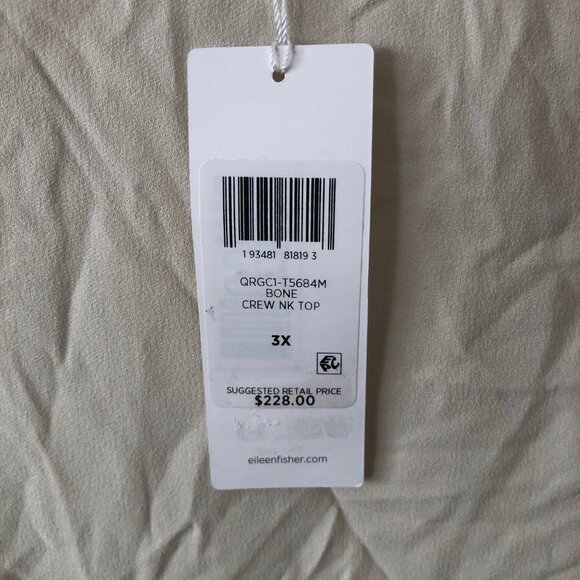 1 93481 81819 3
QRGC1-T5684M
BONE
CREW NK TOP
3X
SUGGESTED RETAIL PRICE
$228.00
eileenfisher.com